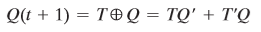 Q(t + 1) = T⊕Q = TQ′ + T′Q